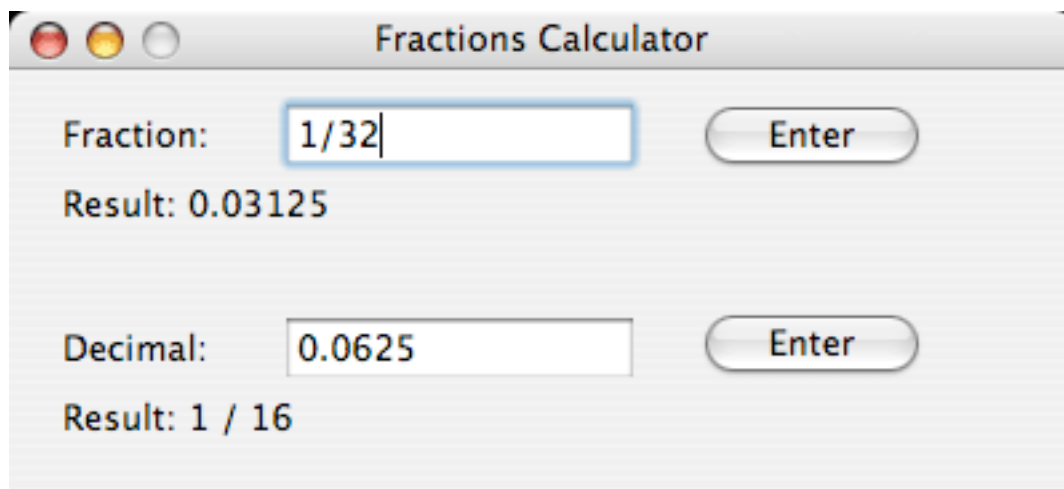 Fractions Calculator
Fraction: 1/32 Enter
Result: 0.03125
Decimal: 0.0625 Enter
Result: 1 / 16